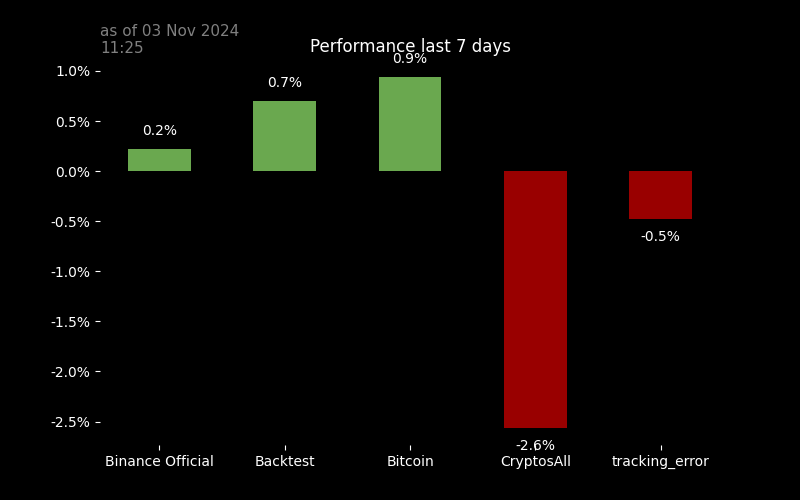 as of 03 Nov 2024
11:25
Performance last 7 days
1.0%
0.5%
0.0%
-0.5%
-1.0%
-1.5%
-2.0%
-2.5%
0.2%
0.7%
0.9%
-2.6%
-0.5%
Binance Official
Backtest
Bitcoin
CryptosAll
tracking_error